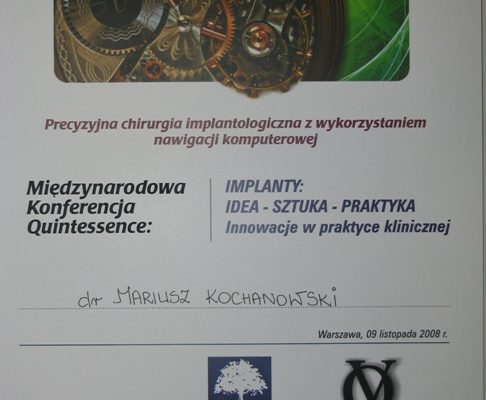 Precyzyjna chirurgia implantologiczna z wykorzystaniem
nawigacji komputerowej
Międzynarodowa
Konferencja
Quintessence:
IMPLANTY:
IDEA - SZTUKA - PRAKTYKA
Innowacje w praktyce klinicznej
dr MARIUSZ KOCHANOWSKI
Warszawa, 09 listopada 2008 r.